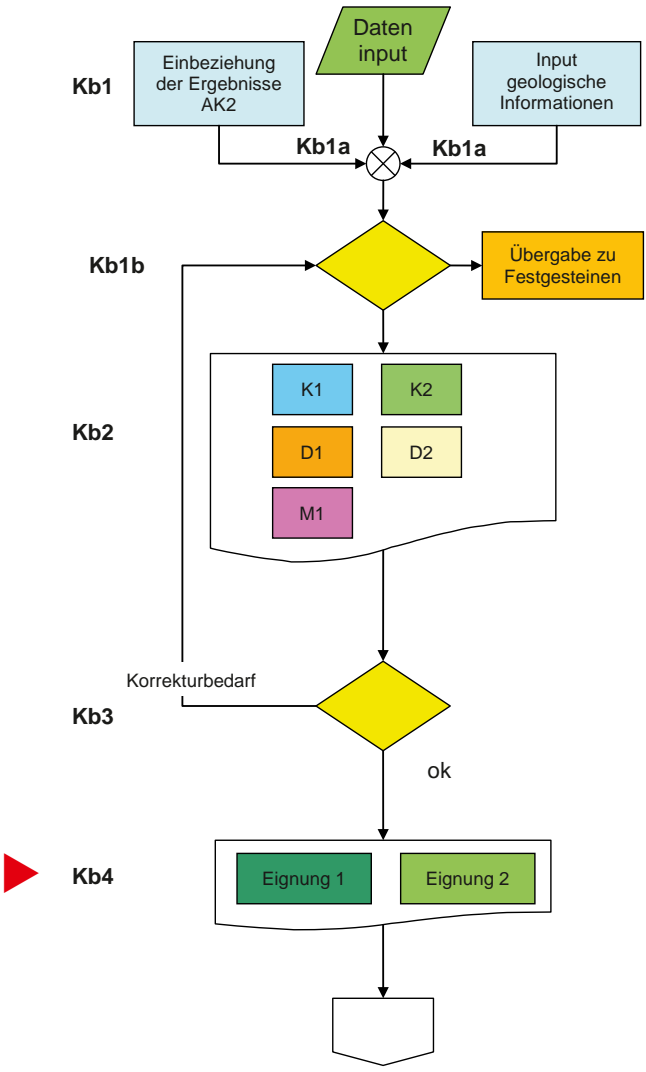 Daten
input
Kb1
Einbeziehung
der Ergebnisse
AK2
Input
geologische
Informationen
Kb1a
Kb1a
Kb1b
Übergabe zu
Festgesteinen
Kb2
K1
K2
D1
D2
M1
Korrekturbedarf
Kb3
ok
Kb4
Eignung 1
Eignung 2